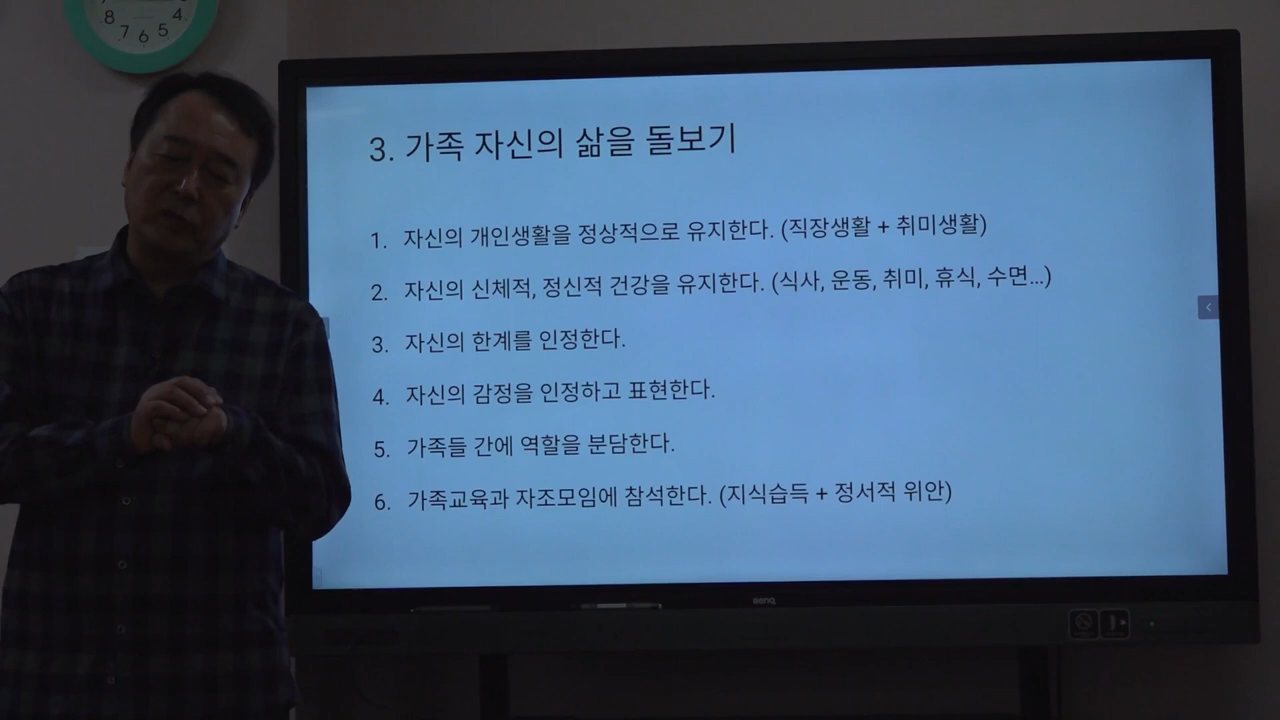 8 7 6 5 4
3. 가족 자신의 삶을 돌보기
1. 자신의 개인생활을 정상적으로 유지한다. (직장생활 + 취미생활)
2. 자신의 신체적, 정신적 건강을 유지한다. (식사, 운동, 취미, 휴식, 수면...)
3. 자신의 한계를 인정한다.
4. 자신의 감정을 인정하고 표현한다.
5. 가족들 간에 역할을 분담한다.
6. 가족교육과 자조모임에 참석한다. (지식습득 + 정서적 위안)
BenQ